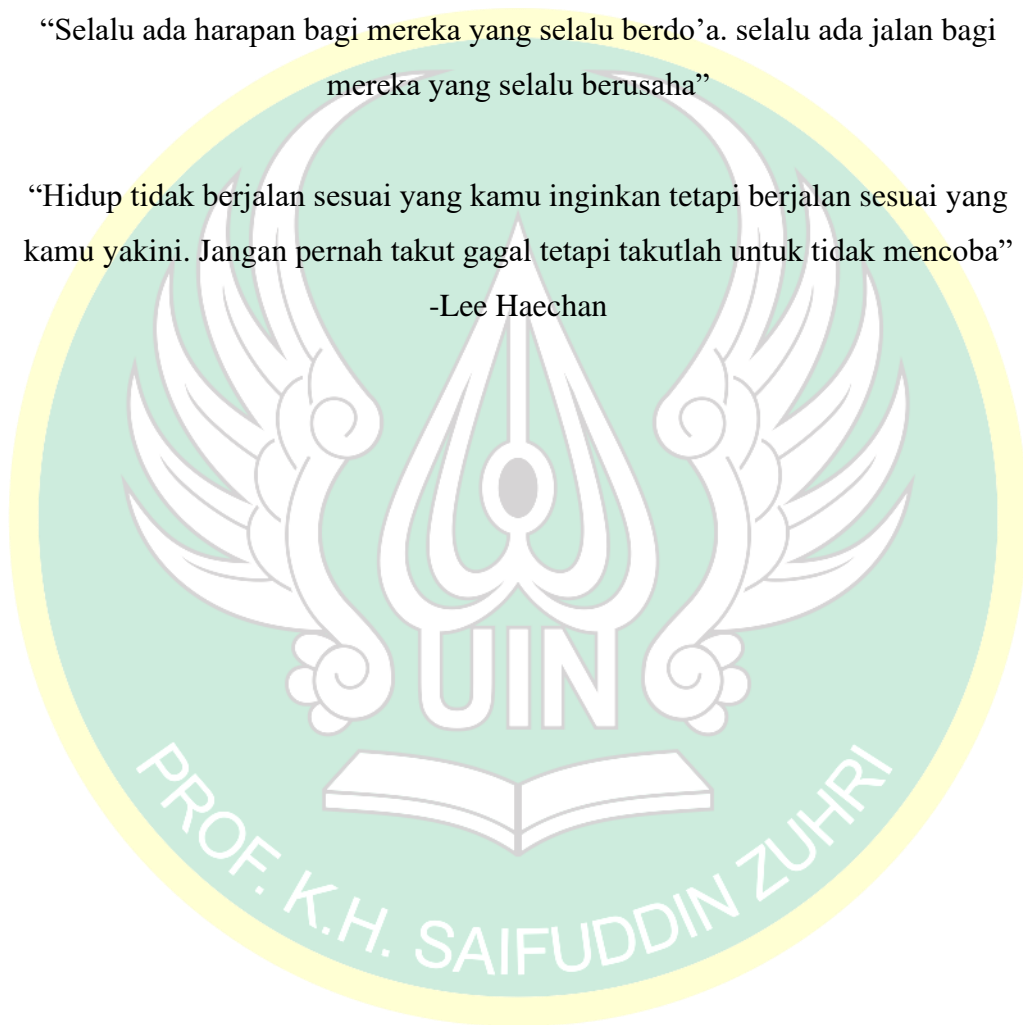 “Selalu ada harapan bagi mereka yang selalu berdo’a. selalu ada jalan bagi
mereka yang selalu berusaha”
“Hidup tidak berjalan sesuai yang kamu inginkan tetapi berjalan sesuai yang
kamu yakini. Jangan pernah takut gagal tetapi takutlah untuk tidak mencoba”
-Lee Haechan
UIN
PROF. K.H. SAIFUDDIN ZUHRI